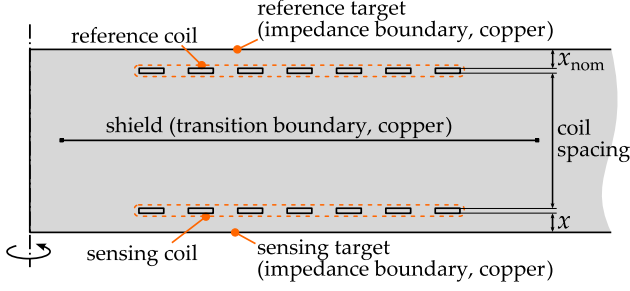 reference target
(impedance boundary, copper)
reference coil
xnom
shield (transition boundary, copper)
coil
spacing
x
sensing coil
sensing target
(impedance boundary, copper)